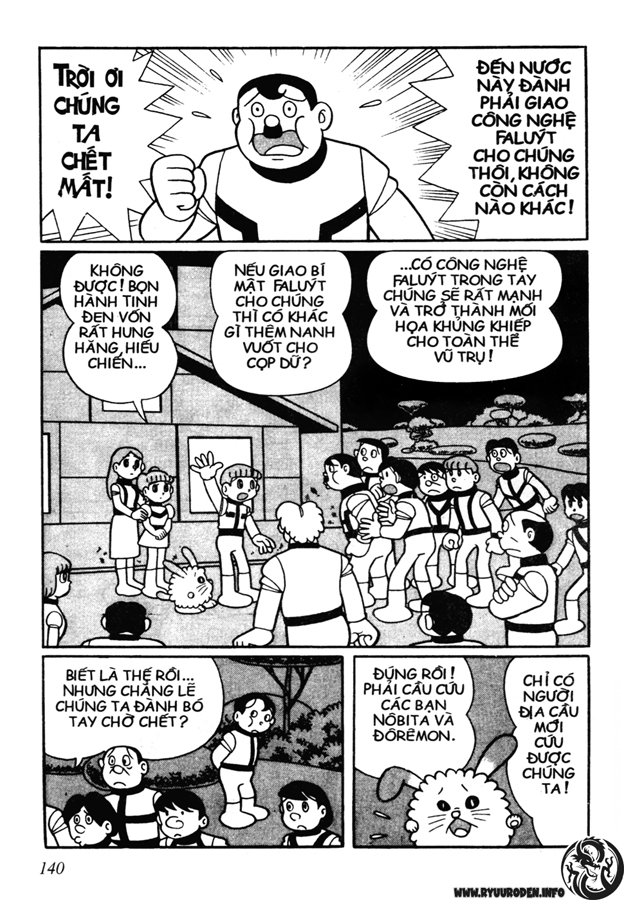 TRỜI ƠI
CHÚNG
TA
CHẾT
MẤT!
ĐẾN NƯỚC
NÀY ĐÀNH
PHẢI GIAO
CÔNG NGHỆ
FALUÝT
CHO CHÚNG
THÔI, KHÔNG
CÒN CÁCH
NÀO KHÁC!
KHÔNG
ĐƯỢC! BỌN
HÀNH TINH
ĐEN VỐN
RẤT HUNG
HĂNG, HIẾU
CHIẾN...
NẾU GIAO BÍ
MẬT FALUÝT
CHO CHÚNG
THÌ CÓ KHÁC
GÌ THÊM NANH
VUỐT CHO
CỌP DỮ?
...CÓ CÔNG NGHỆ
FALUÝT TRONG TAY
CHÚNG SẼ RẤT MẠNH
VÀ TRỞ THÀNH MỐI
HỌA KHỦNG KHIẾP
CHO TOÀN THỂ
VŨ TRỤ!
BIẾT LÀ THẾ RỒI...
NHƯNG CHẲNG LẼ
CHÚNG TA ĐÀNH BÓ
TAY CHỜ CHẾT?
ĐÚNG RỒI!
PHẢI CẦU CỨU
CÁC BẠN
NÔBITA VÀ
ĐÔRÊMON.
CHỈ CÓ
NGƯỜI
ĐỊA CẦU
MỚI
CỨU
ĐƯỢC
CHÚNG
TA!
140
WWW.RYUURODEN.INFO